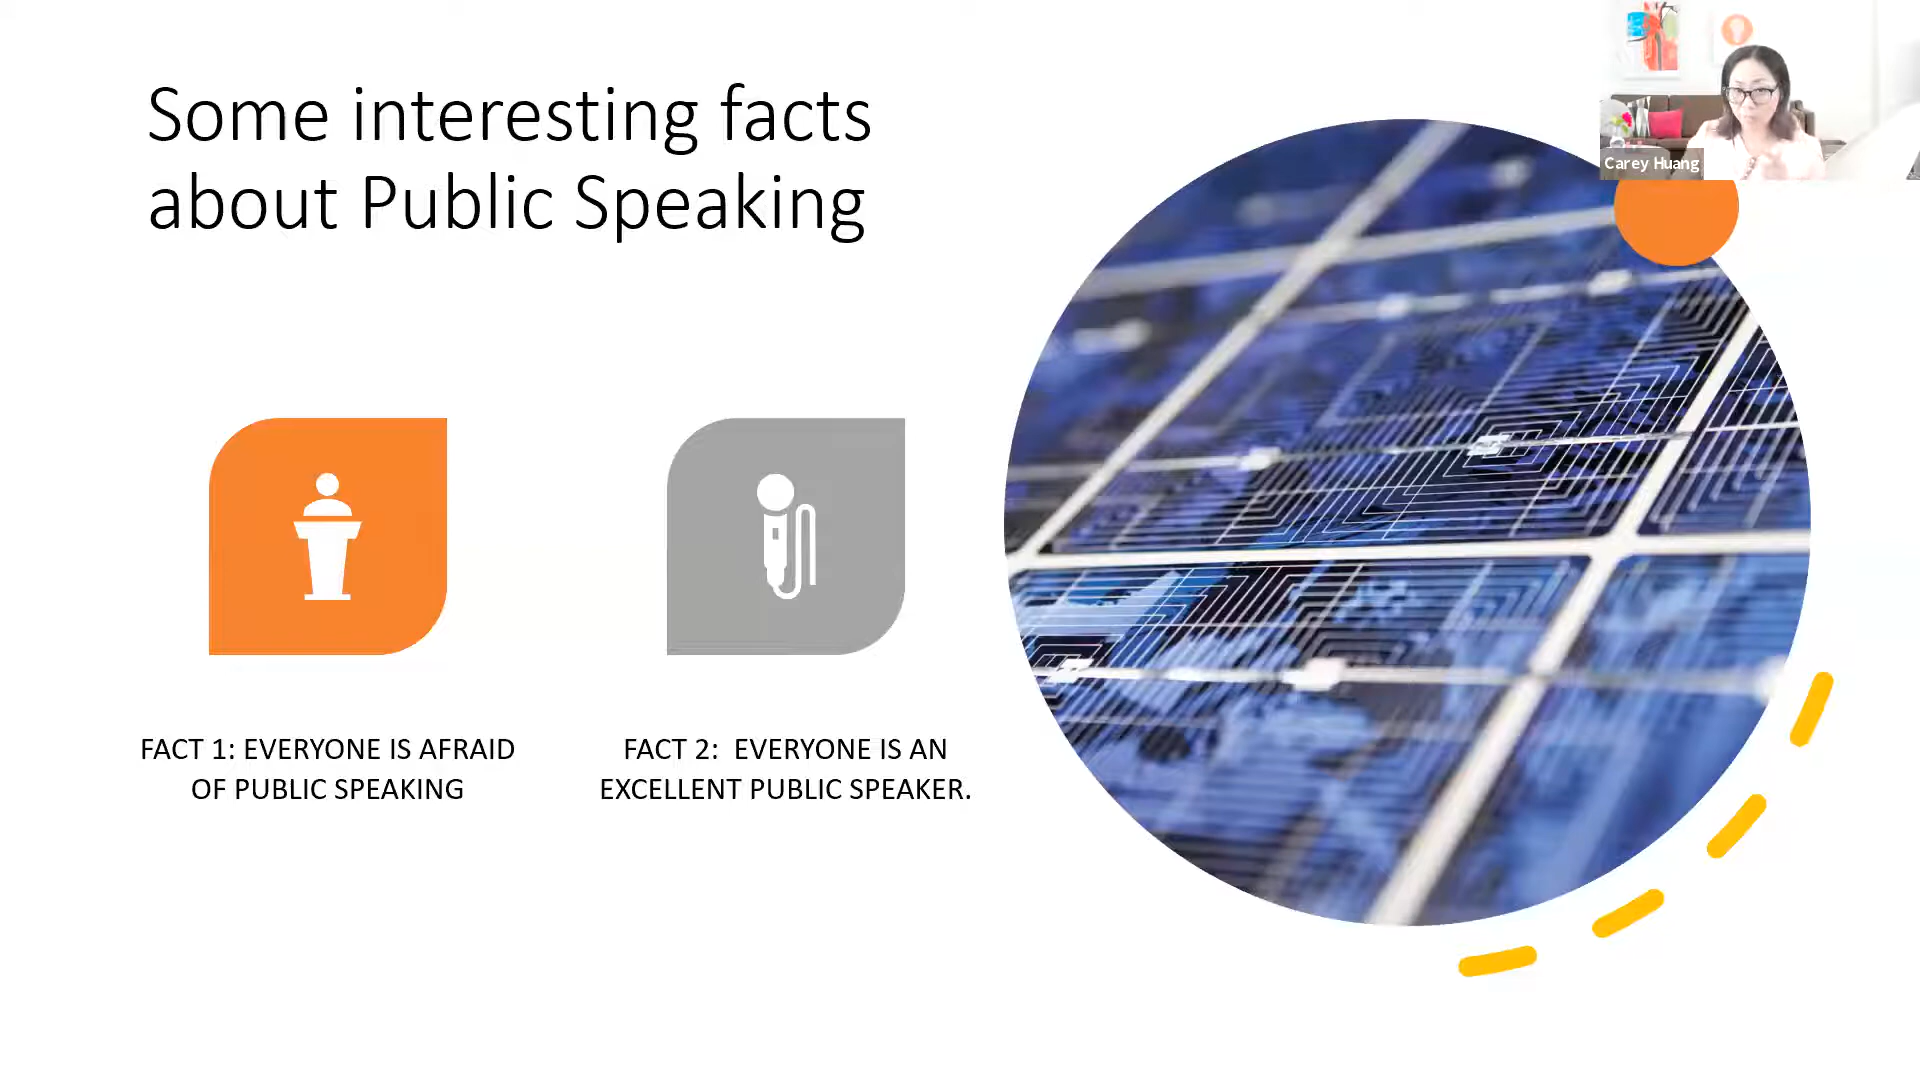 Some interesting facts
about Public Speaking
Carey Huang
FACT 1: EVERYONE IS AFRAID
OF PUBLIC SPEAKING
FACT 2:  EVERYONE IS AN
EXCELLENT PUBLIC SPEAKER.